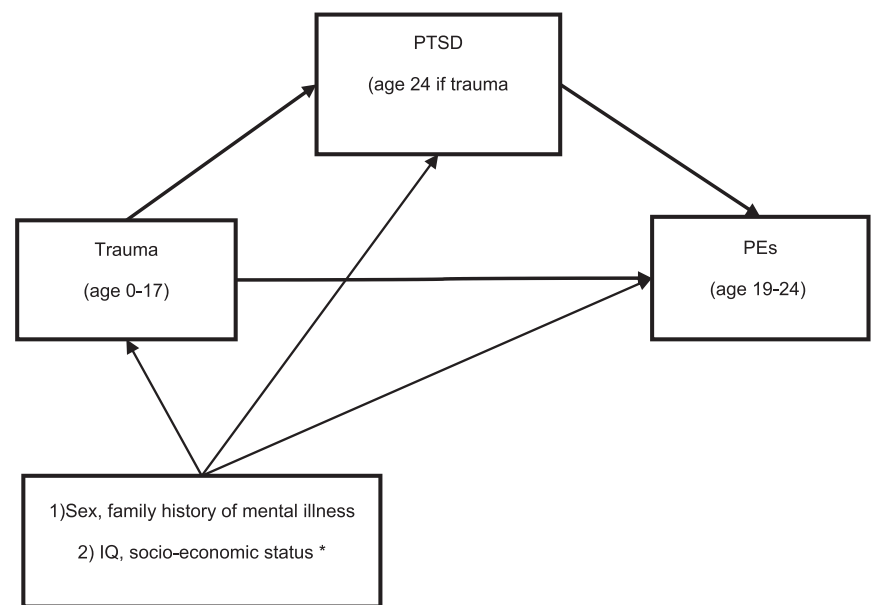 PTSD
(age 24 if trauma
Trauma
(age 0-17)
PEs
(age 19-24)
1)Sex, family history of mental illness
2) IQ, socio-economic status *